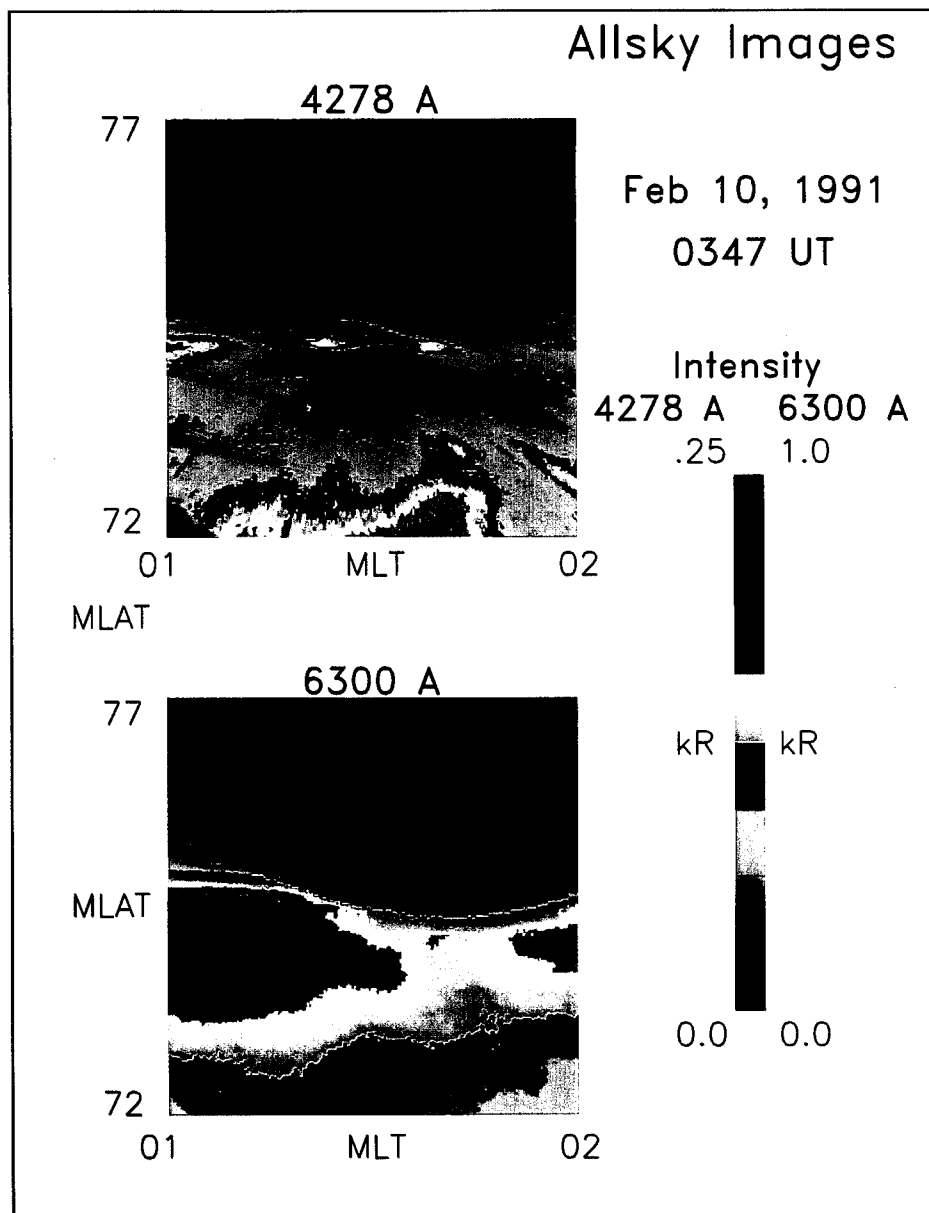 Allsky Images
4278 A
77
Feb 10, 1991
0347 UT
Intensity
4278 A 6300 A
.25 1.0
72
01 MLT 02
MLAT
6300 A
77
kR kR
MLAT
0.0 0.0
72
01 MLT 02